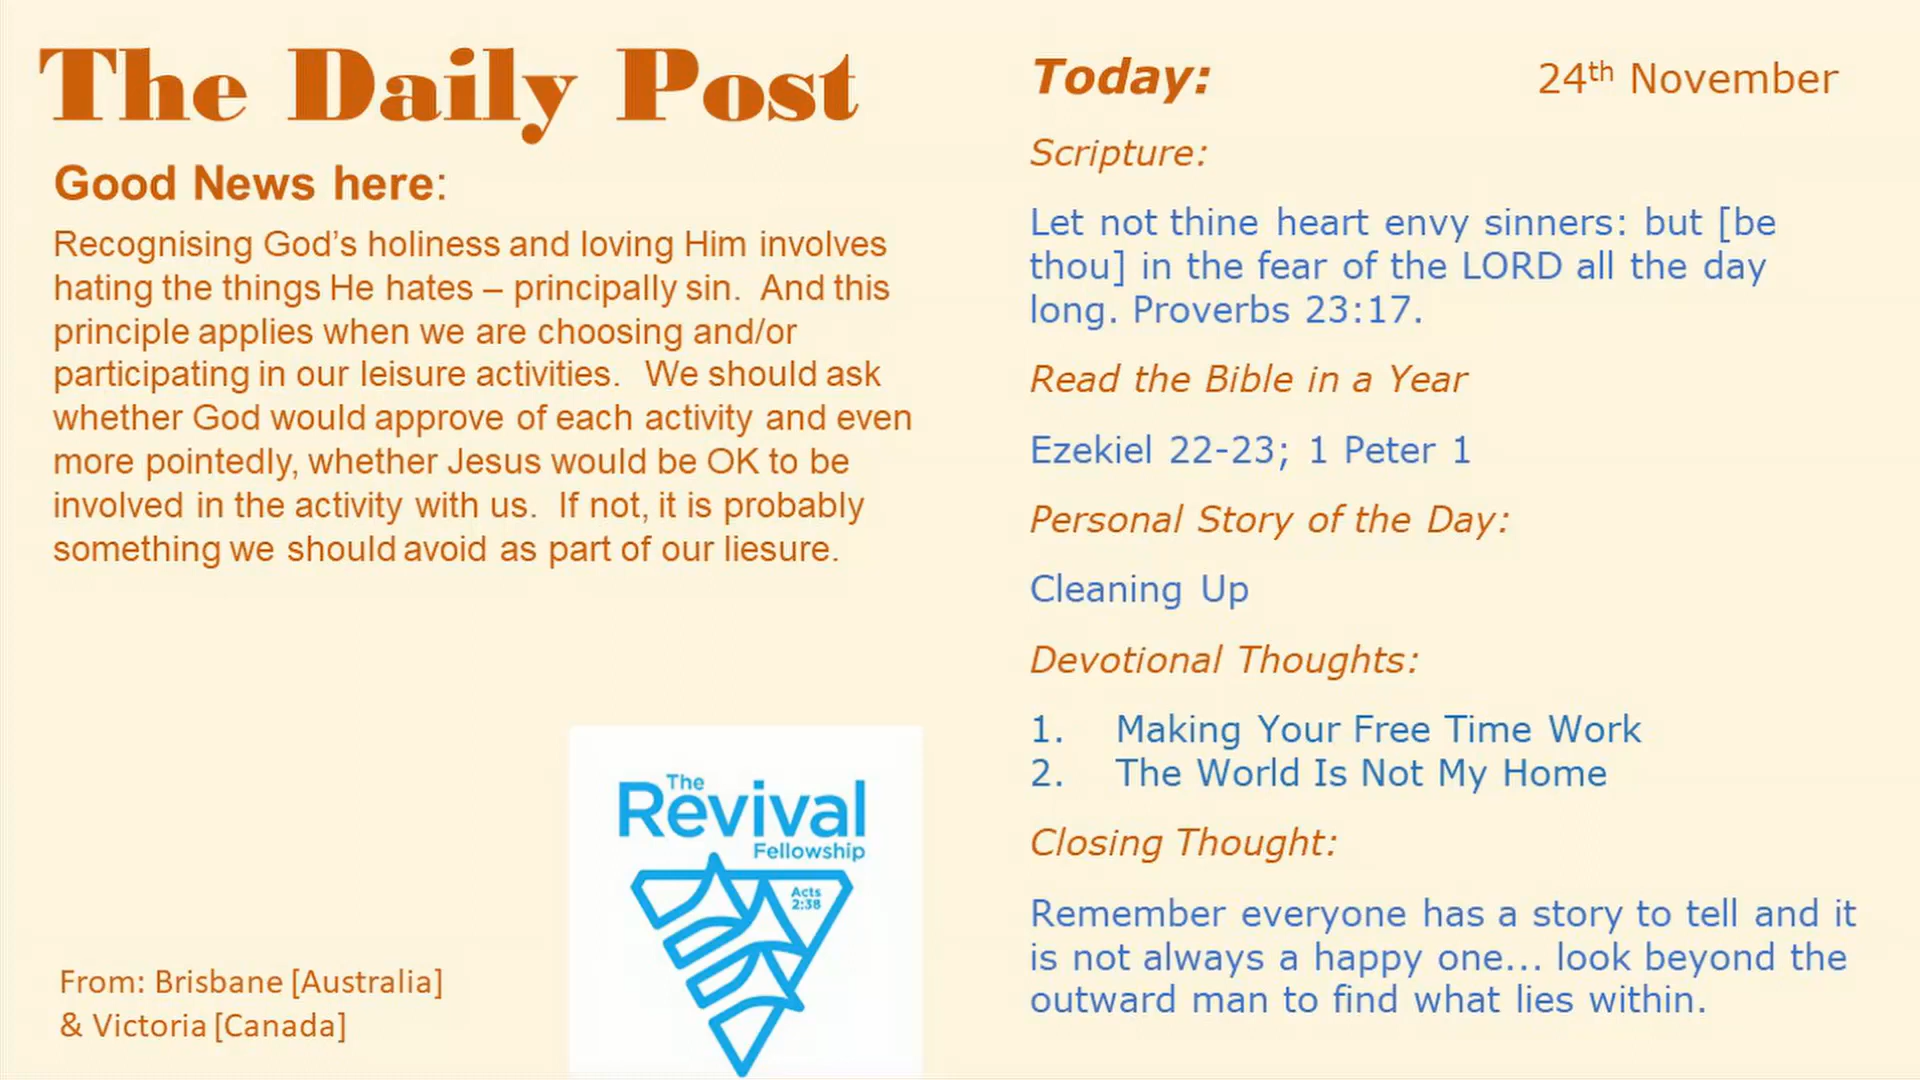 The Daily Post
Good News here:
Recognising God’s holiness and loving Him involves
hating the things He hates – principally sin.  And this
principle applies when we are choosing and/or
participating in our leisure activities.   We should ask
whether God would approve of each activity and even
more pointedly, whether Jesus would be OK to be
involved in the activity with us.  If not, it is probably
something we should avoid as part of our liesure.
From: Brisbane [Australia]
& Victoria [Canada]
The
Revival
Fellowship
Acts
2:38
Today: 24th November
Scripture:
Let not thine heart envy sinners: but [be
thou] in the fear of the LORD all the day
long. Proverbs 23:17.
Read the Bible in a Year
Ezekiel 22-23; 1 Peter 1
Personal Story of the Day:
Cleaning Up
Devotional Thoughts:
1. Making Your Free Time Work
2. The World Is Not My Home
Closing Thought:
Remember everyone has a story to tell and it
is not always a happy one... look beyond the
outward man to find what lies within.